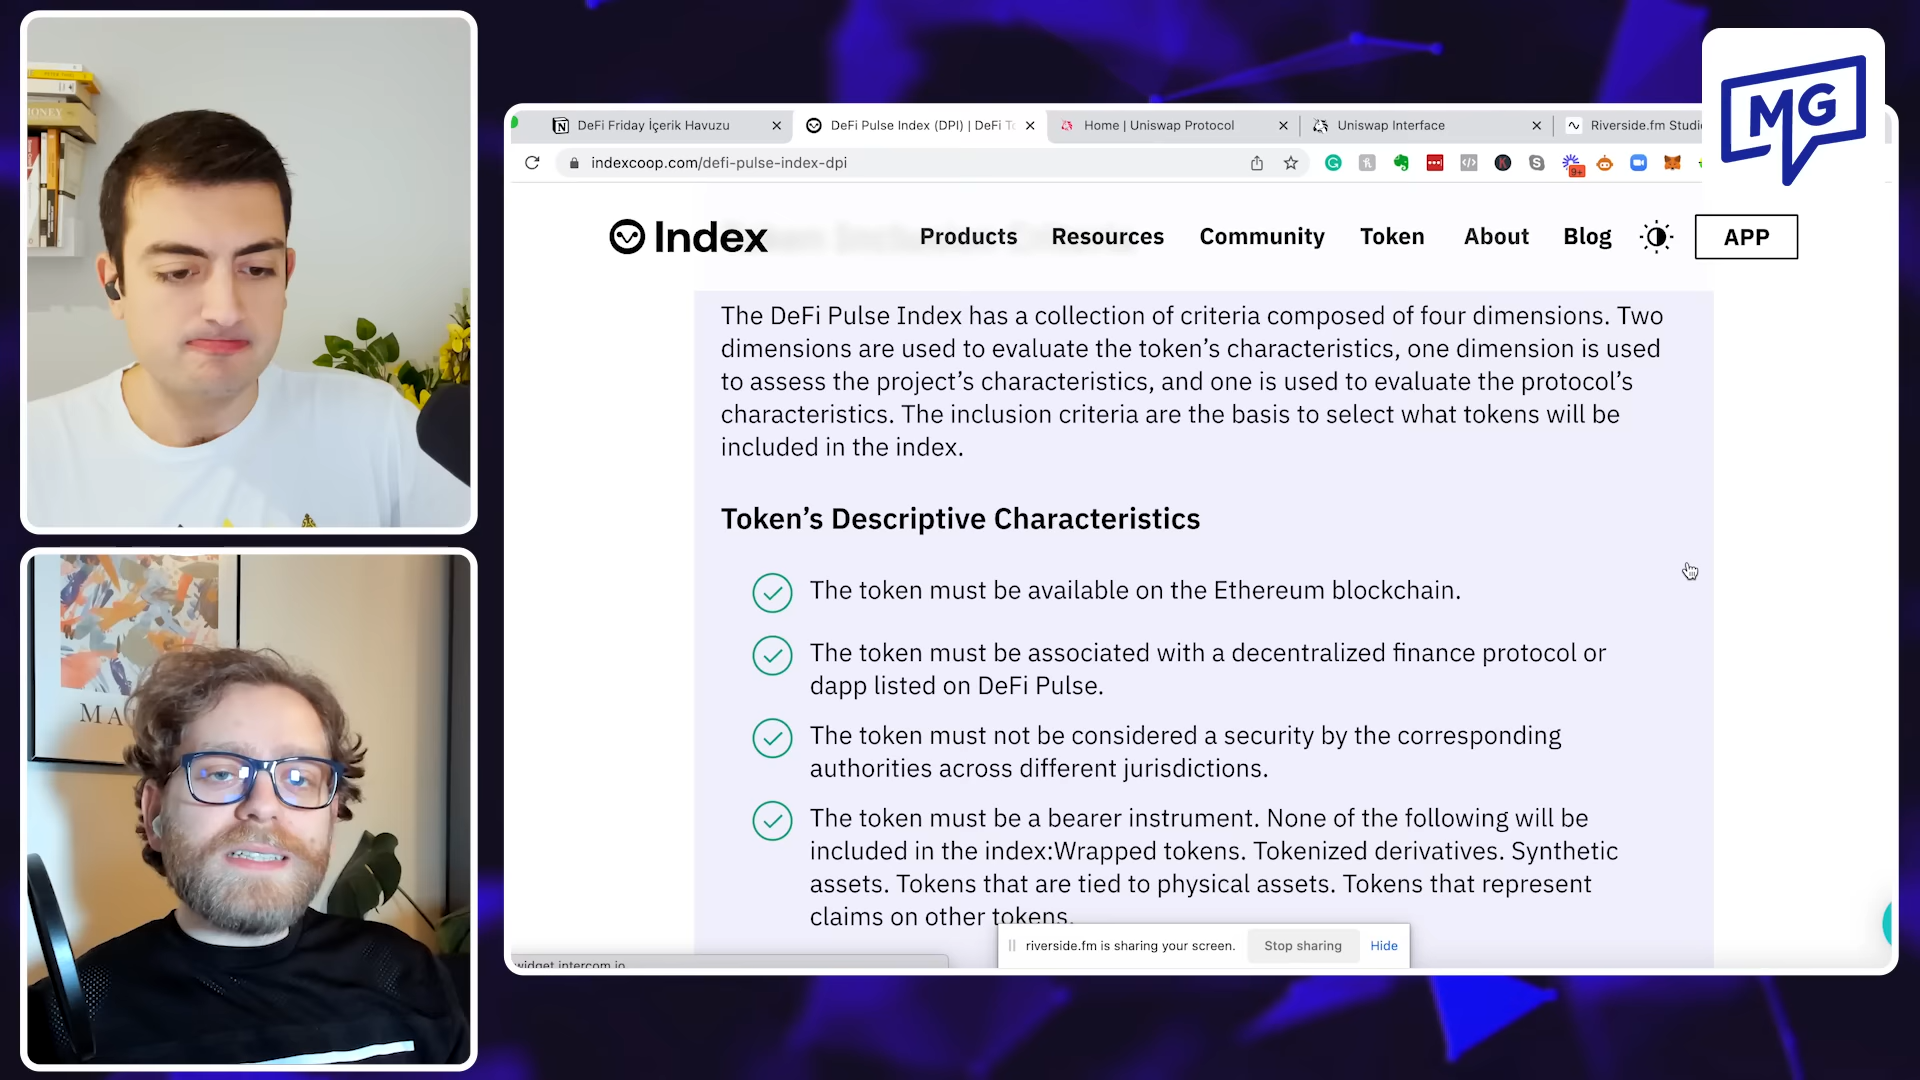 MONEY
MA
MG
DeFi Friday İçerik Havuzu
DeFi Pulse Index (DPI) | DeFi To
Home | Uniswap Protocol
Uniswap Interface
Riverside.fm Studi
indexcoop.com/defi-pulse-index-dpi
9+
Index
Products
Resources
Community
Token
About
Blog
APP
The DeFi Pulse Index has a collection of criteria composed of four dimensions. Two
dimensions are used to evaluate the token’s characteristics, one dimension is used
to assess the project’s characteristics, and one is used to evaluate the protocol’s
characteristics. The inclusion criteria are the basis to select what tokens will be
included in the index.
Token’s Descriptive Characteristics
The token must be available on the Ethereum blockchain.
The token must be associated with a decentralized finance protocol or
dapp listed on DeFi Pulse.
The token must not be considered a security by the corresponding
authorities across different jurisdictions.
The token must be a bearer instrument. None of the following will be
included in the index:Wrapped tokens. Tokenized derivatives. Synthetic
assets. Tokens that are tied to physical assets. Tokens that represent
claims on other tokens.
riverside.fm is sharing your screen.
Stop sharing
Hide
widget.intercom.io